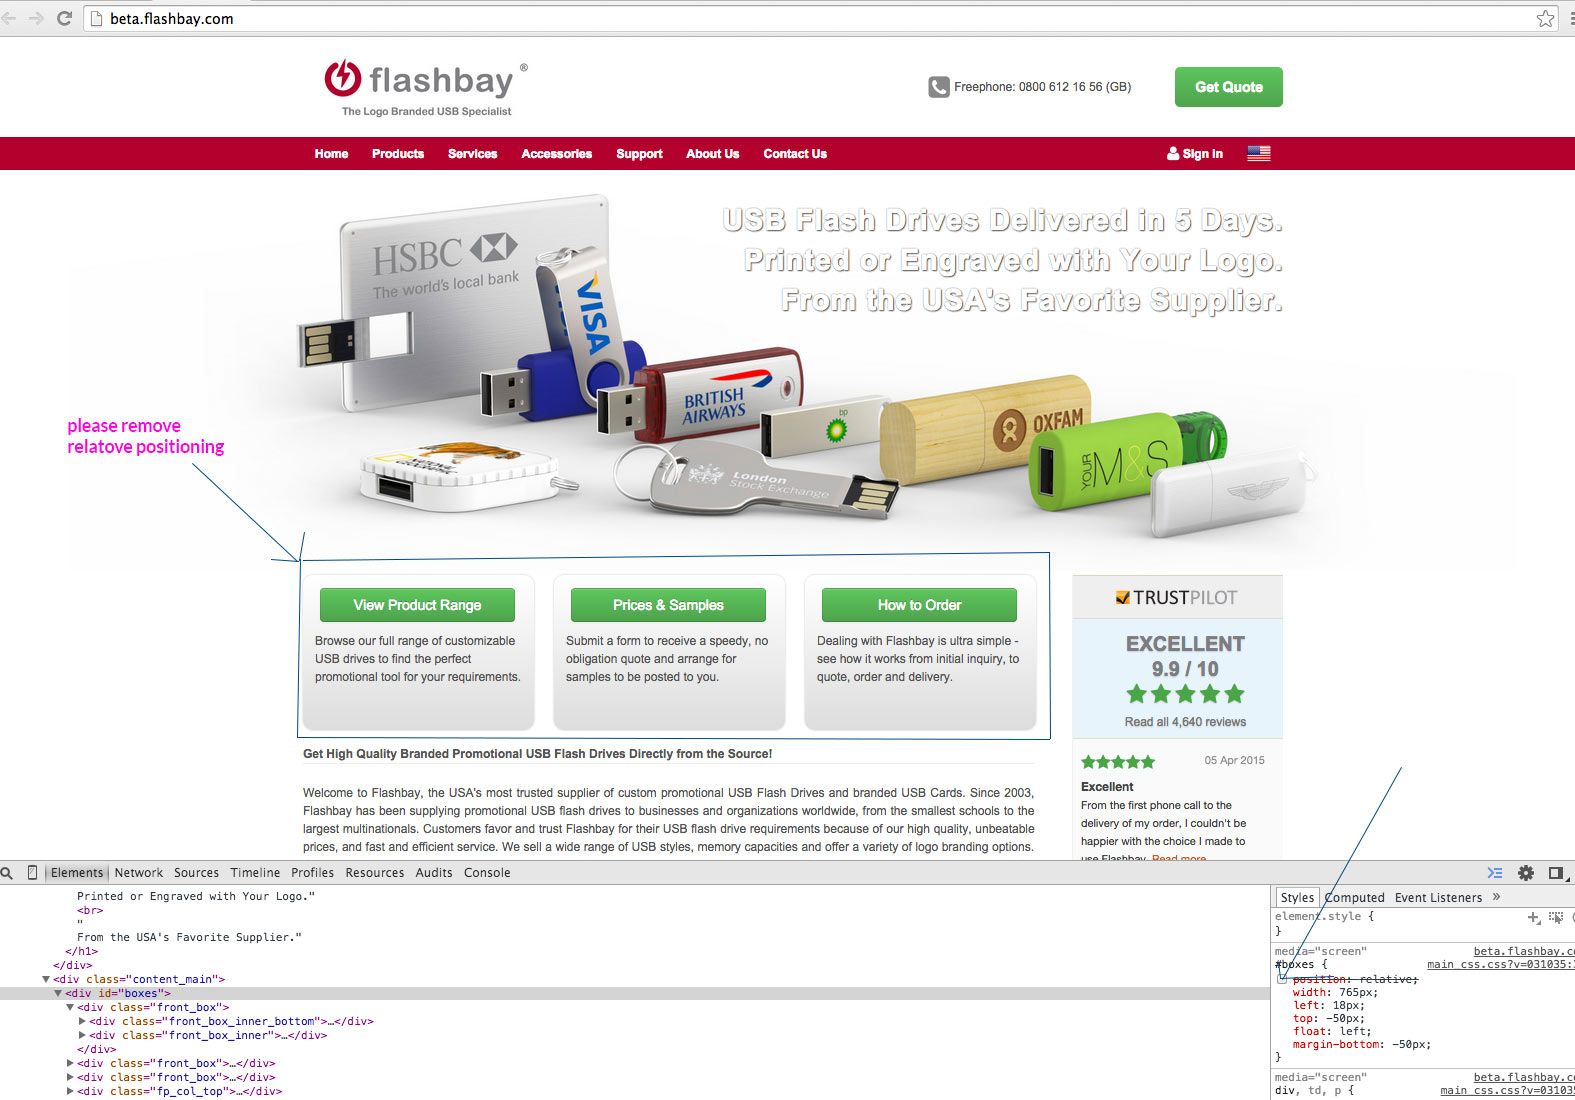 beta.flashbay.com
flashbay ®
The Logo Branded USB Specialist
Freephone: 0800 612 16 56 (GB)
Get Quote
Home Products Services Accessories Support About Us Contact Us Sign In
USB Flash Drives Delivered in 5 Days.
Printed or Engraved with Your Logo.
From the USA's Favorite Supplier.
HSBC
The world's local bank
VISA
BRITISH
AIRWAYS
bp
OXFAM
YOUR
M&S
NATIONAL
GEOGRAPHIC
London
Stock Exchange
please remove
relatove positioning
View Product Range
Browse our full range of customizable
USB drives to find the perfect
promotional tool for your requirements.
Prices & Samples
Submit a form to receive a speedy, no
obligation quote and arrange for
samples to be posted to you.
How to Order
Dealing with Flashbay is ultra simple -
see how it works from initial inquiry, to
quote, order and delivery.
TRUSTPILOT
EXCELLENT
9.9 / 10
Read all 4,640 reviews
05 Apr 2015
Excellent
From the first phone call to the
delivery of my order, I couldn't be
happier with the choice I made to
use Flashbay. Read more
Get High Quality Branded Promotional USB Flash Drives Directly from the Source!
Welcome to Flashbay, the USA's most trusted supplier of custom promotional USB Flash Drives and branded USB Cards. Since 2003,
Flashbay has been supplying promotional USB flash drives to businesses and organizations worldwide, from the smallest schools to the
largest multinationals. Customers favor and trust Flashbay for their USB flash drive requirements because of our high quality, unbeatable
prices, and fast and efficient service. We sell a wide range of USB styles, memory capacities and offer a variety of logo branding options.
Elements Network Sources Timeline Profiles Resources Audits Console
Printed or Engraved with Your Logo."
<br>
"
From the USA's Favorite Supplier."
</h1>
</div>
<div class="content_main">
<div id="boxes">
<div class="front_box">
<div class="front_box_inner_bottom">…</div>
<div class="front_box_inner">…</div>
</div>
<div class="front_box">…</div>
<div class="front_box">…</div>
<div class="fp_col_top">…</div>
Styles Computed Event Listeners »
element.style {
}
media="screen" beta.flashbay.co
#boxes { main_css.css?v=031035:
position: relative;
width: 765px;
left: 18px;
top: -50px;
float: left;
margin-bottom: -50px;
}
media="screen" beta.flashbay.co
div, td, p { main_css.css?v=03103